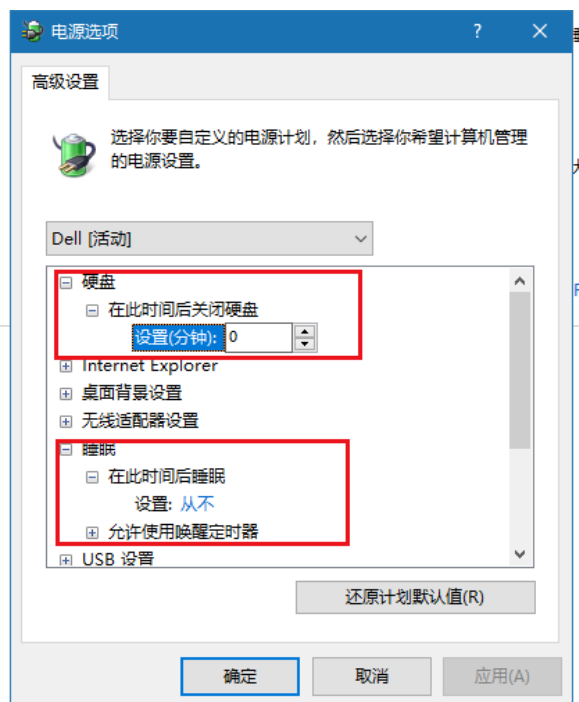 电源选项
?
高级设置
选择你要自定义的电源计划，然后选择你希望计算机管理
的电源设置。
Dell [活动]
硬盘
在此时间后关闭硬盘
设置(分钟): 0
Internet Explorer
桌面背景设置
无线适配器设置
睡眠
在此时间后睡眠
设置: 从不
允许使用唤醒定时器
USB 设置
还原计划默认值(R)
确定 取消 应用(A)